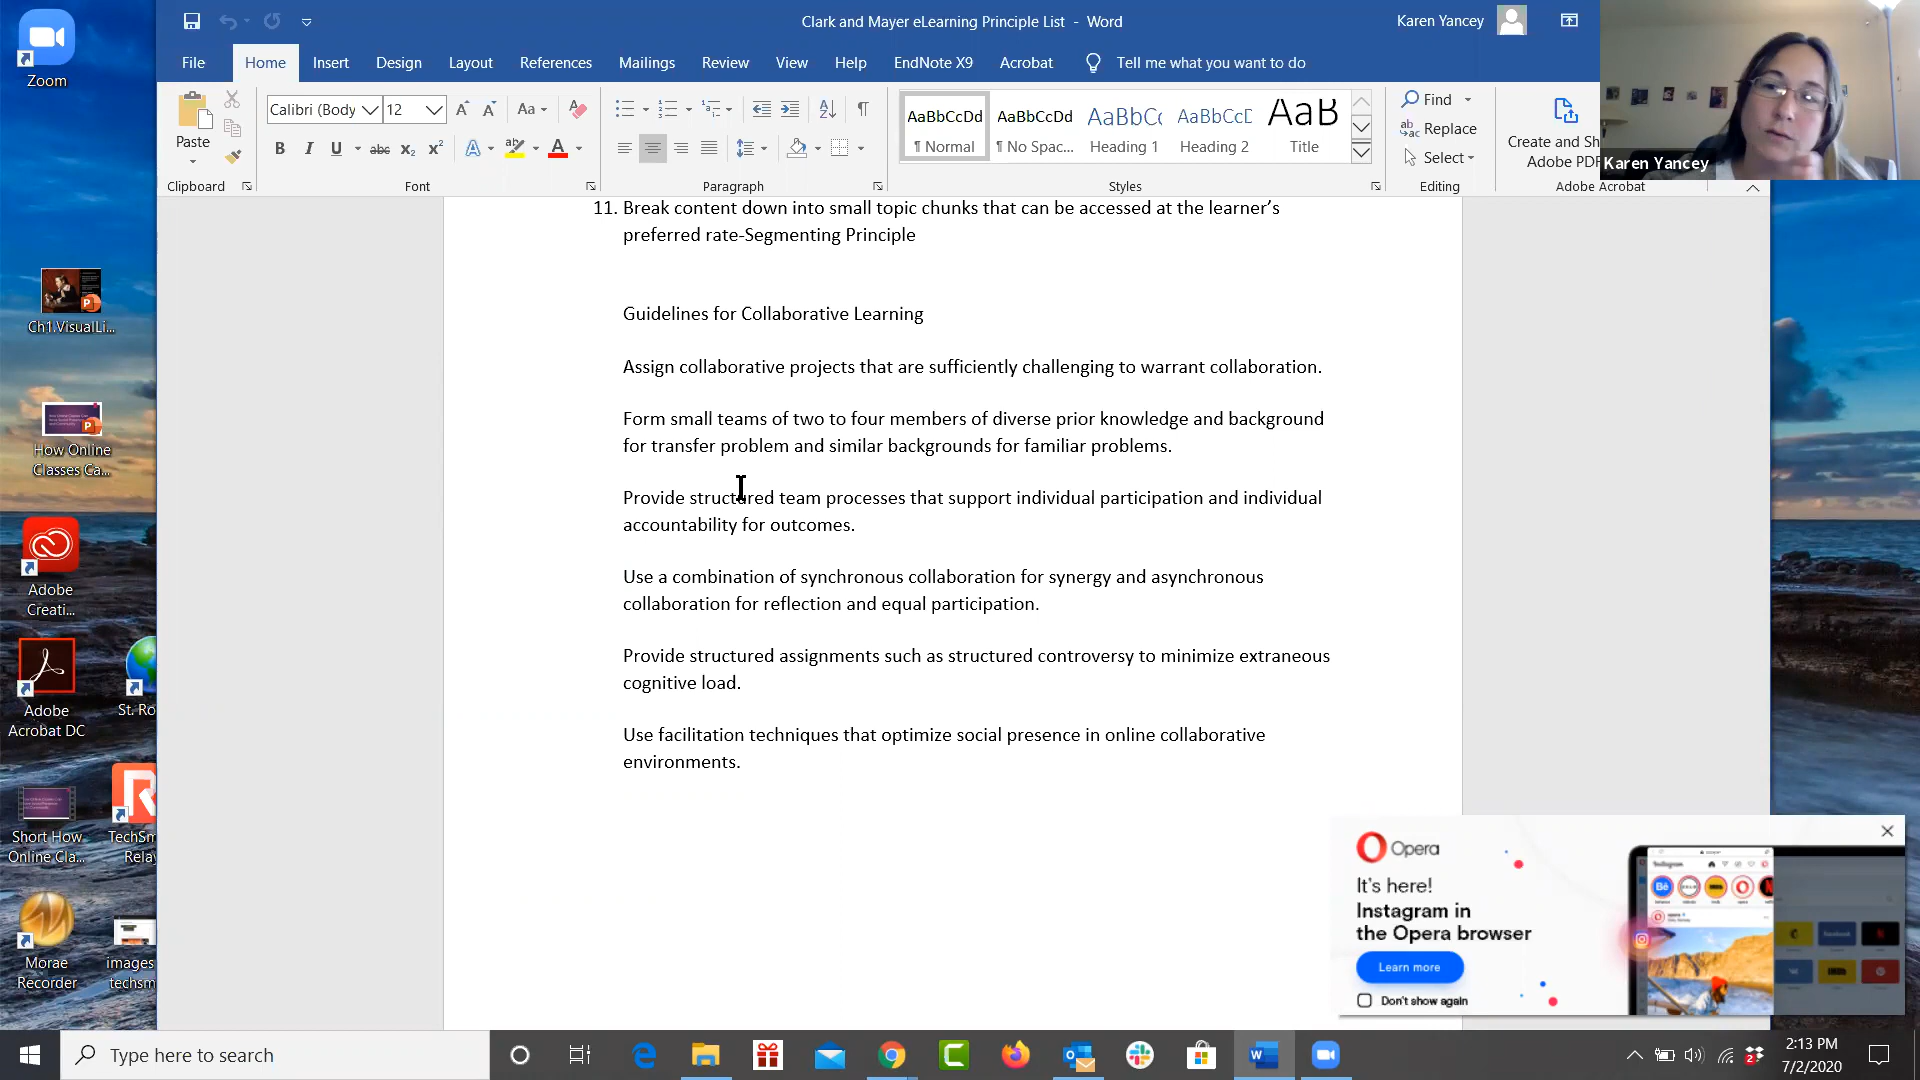 Clark and Mayer eLearning Principle List - Word
Karen Yancey
File Home Insert Design Layout References Mailings Review View Help EndNote X9 Acrobat Tell me what you want to do
Paste
Clipboard
Calibri (Body 12
Font
Paragraph
AaBbCcDd AaBbCcDd AaBbCc AaBbCcD AaB
¶ Normal ¶ No Spac... Heading 1 Heading 2 Title
Styles
Find
Replace
Select
Editing
Create and Sh
Adobe PDF
Adobe Acrobat
Karen Yancey
11. Break content down into small topic chunks that can be accessed at the learner’s
preferred rate-Segmenting Principle
Guidelines for Collaborative Learning
Assign collaborative projects that are sufficiently challenging to warrant collaboration.
Form small teams of two to four members of diverse prior knowledge and background
for transfer problem and similar backgrounds for familiar problems.
Provide structured team processes that support individual participation and individual
accountability for outcomes.
Use a combination of synchronous collaboration for synergy and asynchronous
collaboration for reflection and equal participation.
Provide structured assignments such as structured controversy to minimize extraneous
cognitive load.
Use facilitation techniques that optimize social presence in online collaborative
environments.
Zoom
Ch1.VisualLi...
How Online
Classes Ca...
Adobe
Creati...
Adobe
Acrobat DC
St. Ro
Short How
Online Cla...
TechSm
Relay
Morae
Recorder
images
techsm
Opera
It's here!
Instagram in
the Opera browser
Learn more
Don't show again
Type here to search
2:13 PM
7/2/2020